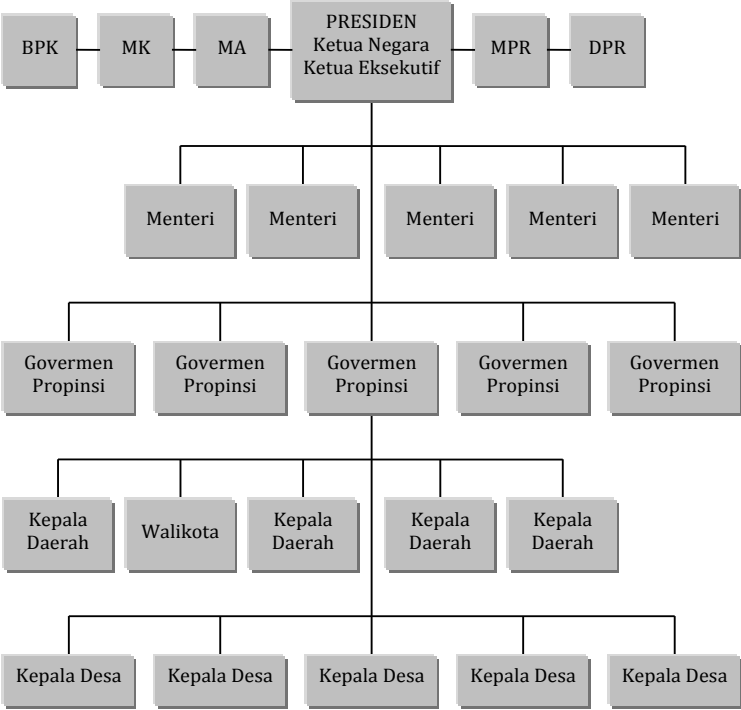 BPK
MK
MA
PRESIDEN
Ketua Negara
Ketua Eksekutif
MPR
DPR
Menteri
Menteri
Menteri
Menteri
Menteri
Govermen
Propinsi
Govermen
Propinsi
Govermen
Propinsi
Govermen
Propinsi
Govermen
Propinsi
Kepala
Daerah
Walikota
Kepala
Daerah
Kepala
Daerah
Kepala
Daerah
Kepala Desa
Kepala Desa
Kepala Desa
Kepala Desa
Kepala Desa